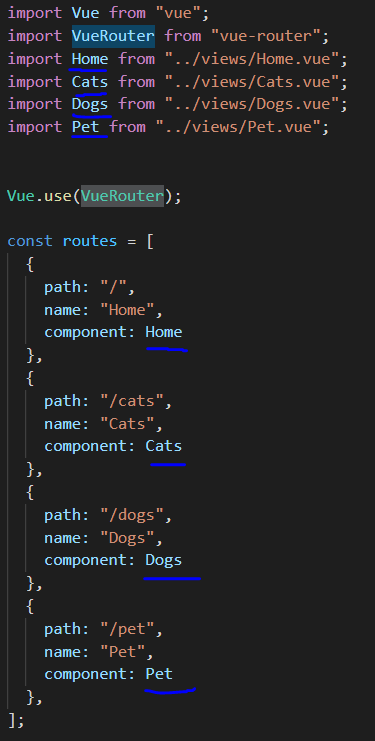 import Vue from "vue";
import VueRouter from "vue-router";
import Home from "../views/Home.vue";
import Cats from "../views/Cats.vue";
import Dogs from "../views/Dogs.vue";
import Pet from "../views/Pet.vue";
Vue.use(VueRouter);
const routes = [
{
path: "/",
name: "Home",
component: Home
},
{
path: "/cats",
name: "Cats",
component: Cats
},
{
path: "/dogs",
name: "Dogs",
component: Dogs
},
{
path: "/pet",
name: "Pet",
component: Pet
},
];